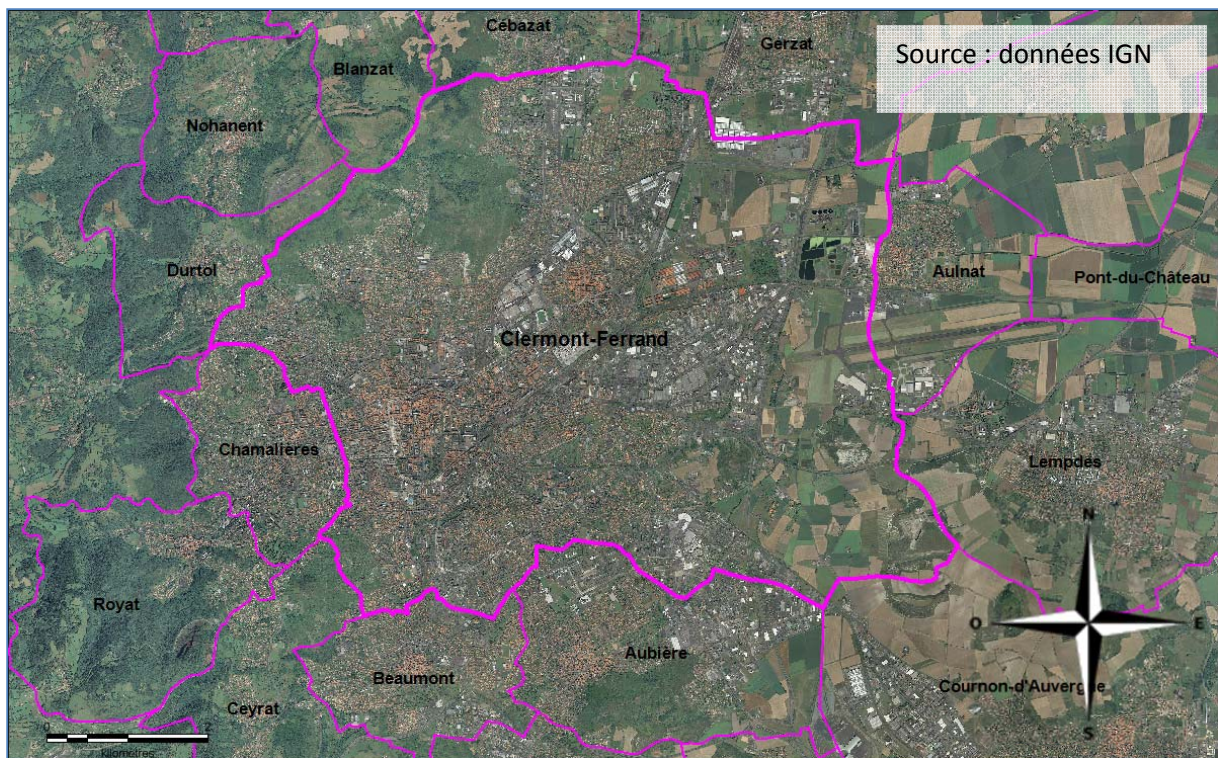 Cébazat
Gerzat
Source : données IGN
Blanzat
Nohanent
Durtol
Aulnat
Pont-du-Château
Clermont-Ferrand
Chamalières
Lempdes
N
Royat
O
E
Aubière
Beaumont
Cournon-d'Auvergne
Ceyrat
S
0
2
kilomètres